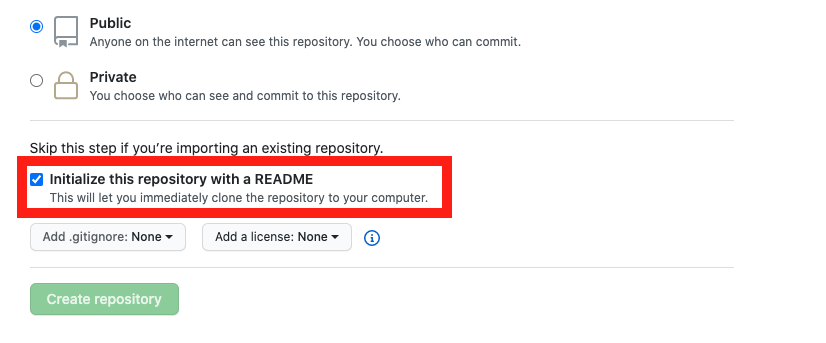 Public
Anyone on the internet can see this repository. You choose who can commit.
Private
You choose who can see and commit to this repository.
Skip this step if you’re importing an existing repository.
Initialize this repository with a README
This will let you immediately clone the repository to your computer.
Add .gitignore: None Add a license: None
Create repository